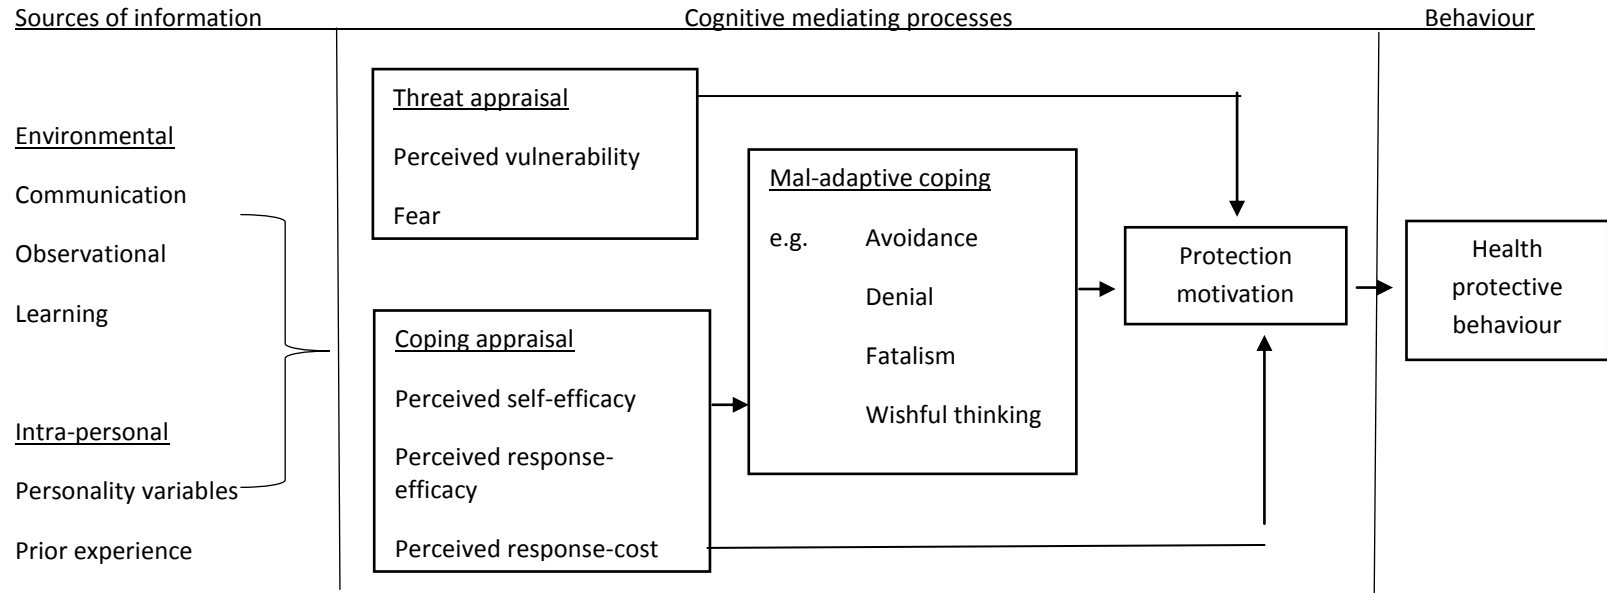 Sources of information
Cognitive mediating processes
Behaviour
Environmental
Communication
Observational
Learning
Intra-personal
Personality variables
Prior experience
Threat appraisal
Perceived vulnerability
Fear
Coping appraisal
Perceived self-efficacy
Perceived response-
efficacy
Perceived response-cost
Mal-adaptive coping
e.g. Avoidance
Denial
Fatalism
Wishful thinking
Protection
motivation
Health
protective
behaviour